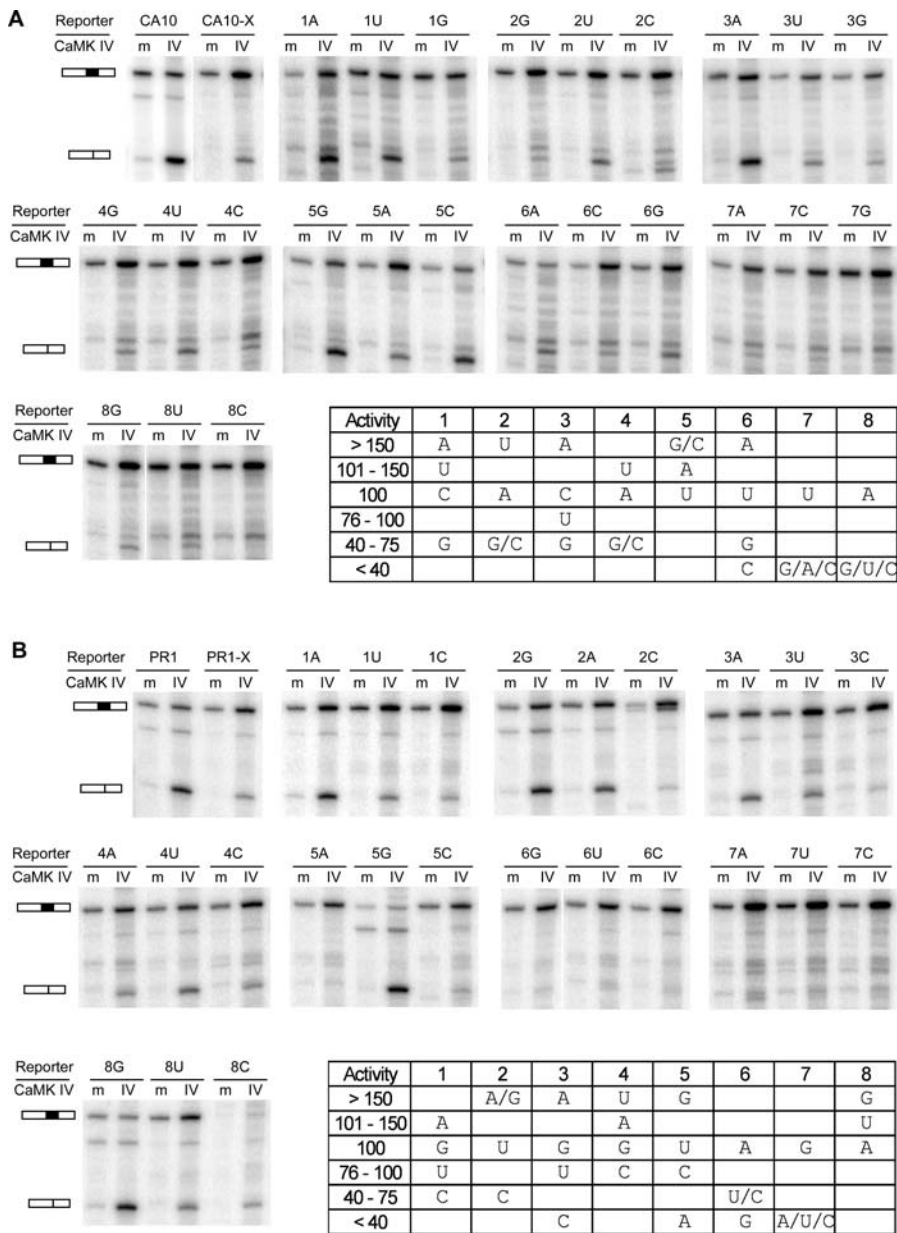 A
Reporter CA10 CA10-X 1A 1U 1G 2G 2U 2C 3A 3U 3G
CaMK IV m IV m IV m IV m IV m IV m IV m IV m IV m IV m IV m IV
Reporter 4G 4U 4C 5G 5A 5C 6A 6C 6G 7A 7C 7G
CaMK IV m IV m IV m IV m IV m IV m IV m IV m IV m IV m IV m IV m IV
Reporter 8G 8U 8C
CaMK IV m IV m IV m IV
Activity 1 2 3 4 5 6 7 8
> 150 A U A G/C A
101 - 150 U U A
100 C A C A U U U A
76 - 100 U
40 - 75 G G/C G G/C G
< 40 C G/A/C G/U/C
B
Reporter PR1 PR1-X 1A 1U 1C 2G 2A 2C 3A 3U 3C
CaMK IV m IV m IV m IV m IV m IV m IV m IV m IV m IV m IV m IV
Reporter 4A 4U 4C 5A 5G 5C 6G 6U 6C 7A 7U 7C
CaMK IV m IV m IV m IV m IV m IV m IV m IV m IV m IV m IV m IV m IV
Reporter 8G 8U 8C
CaMK IV m IV m IV m IV
Activity 1 2 3 4 5 6 7 8
> 150 A/G A U G G
101 - 150 A A U
100 G U G G U A G A
76 - 100 U U C C
40 - 75 C C U/C
< 40 C A G A/U/C